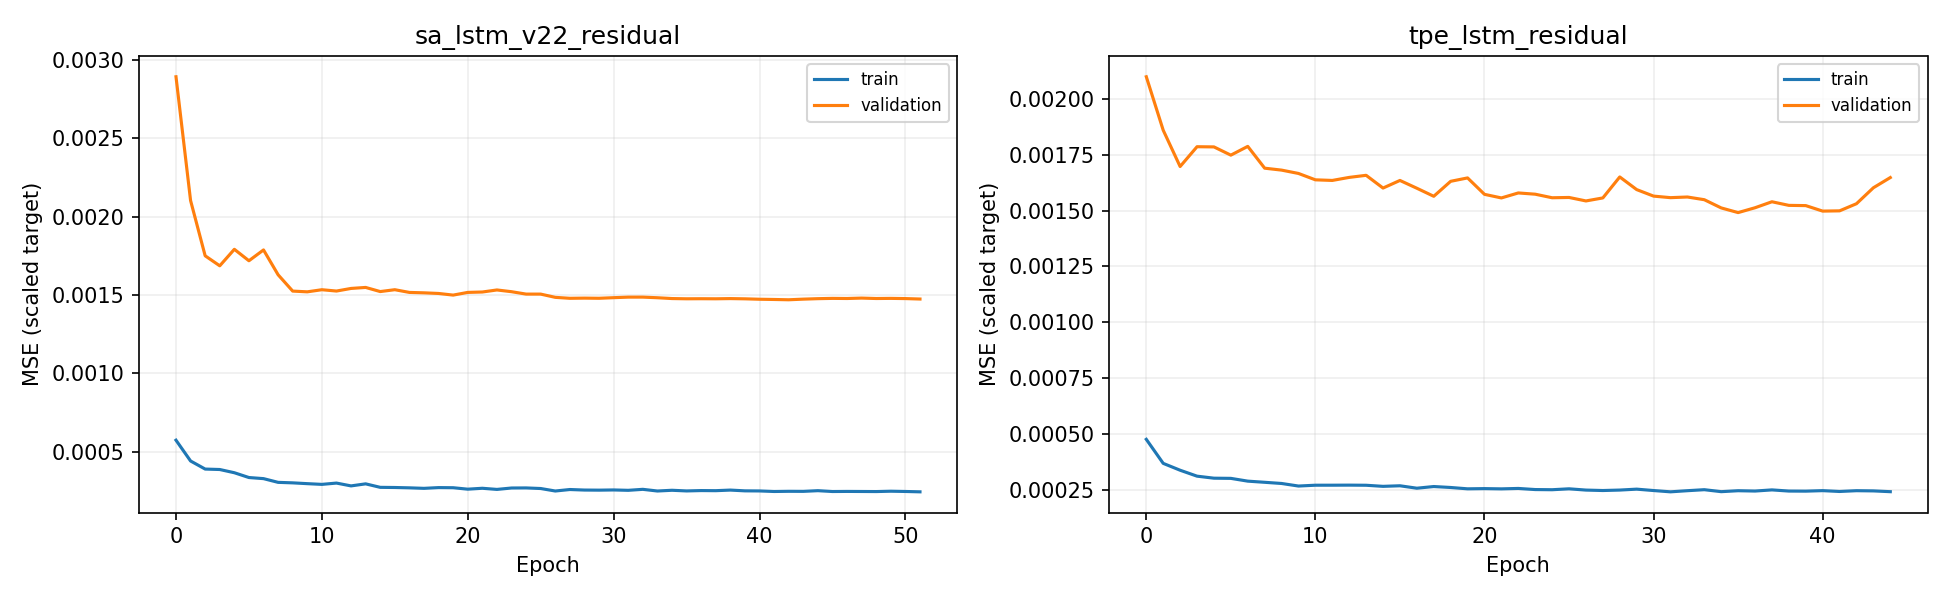 sa_lstm_v22_residual
MSE (scaled target)
0.0030
0.0025
0.0020
0.0015
0.0010
0.0005
train
validation
0 10 20 30 40 50
Epoch
tpe_lstm_residual
MSE (scaled target)
0.00200
0.00175
0.00150
0.00125
0.00100
0.00075
0.00050
0.00025
train
validation
0 10 20 30 40
Epoch